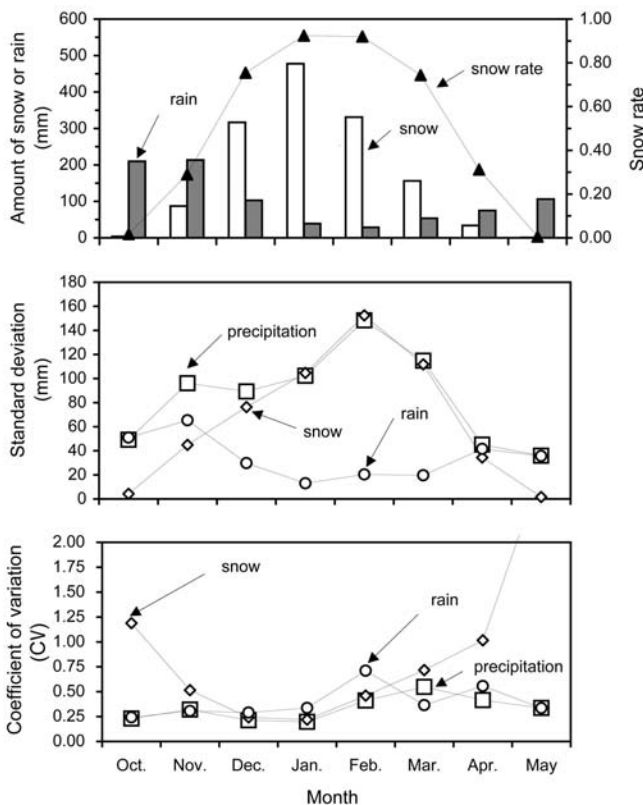 600
500
400
300
200
100
0
Amount of snow or rain
(mm)
rain
snow
snow rate
1.00
0.80
0.60
0.40
0.20
0.00
Snow rate
180
160
140
120
100
80
60
40
20
0
Standard deviation
(mm)
precipitation
snow
rain
2.00
1.75
1.50
1.25
1.00
0.75
0.50
0.25
0.00
Coefficient of variation
(CV)
snow
rain
precipitation
Oct. Nov. Dec. Jan. Feb. Mar. Apr. May
Month